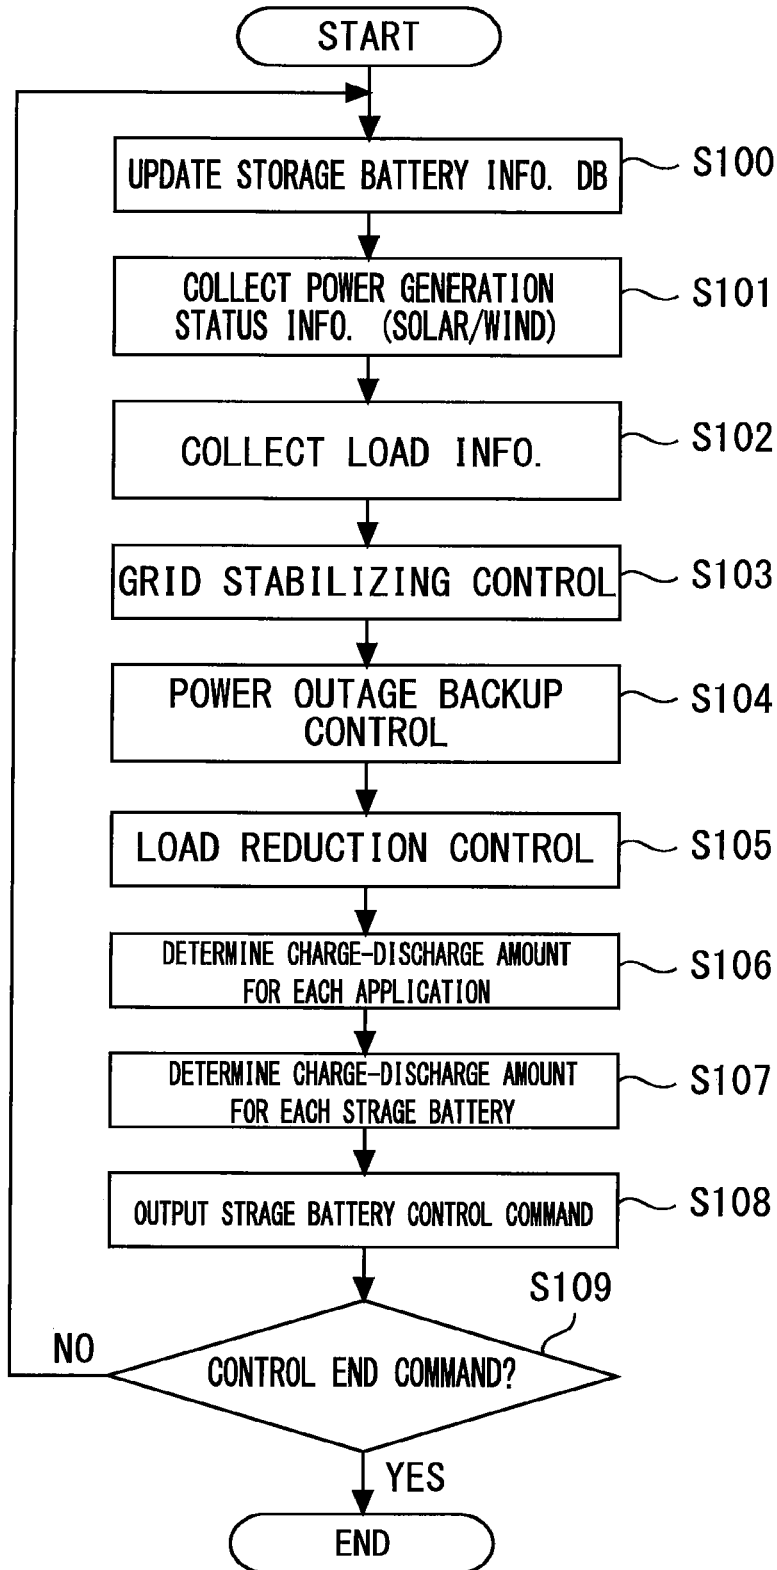 START
UPDATE STORAGE BATTERY INFO. DB
S100
COLLECT POWER GENERATION
STATUS INFO. (SOLAR/WIND)
S101
COLLECT LOAD INFO.
S102
GRID STABILIZING CONTROL
S103
POWER OUTAGE BACKUP
CONTROL
S104
LOAD REDUCTION CONTROL
S105
DETERMINE CHARGE-DISCHARGE AMOUNT
FOR EACH APPLICATION
S106
DETERMINE CHARGE-DISCHARGE AMOUNT
FOR EACH STRAGE BATTERY
S107
OUTPUT STRAGE BATTERY CONTROL COMMAND
S108
S109
NO
CONTROL END COMMAND?
YES
END